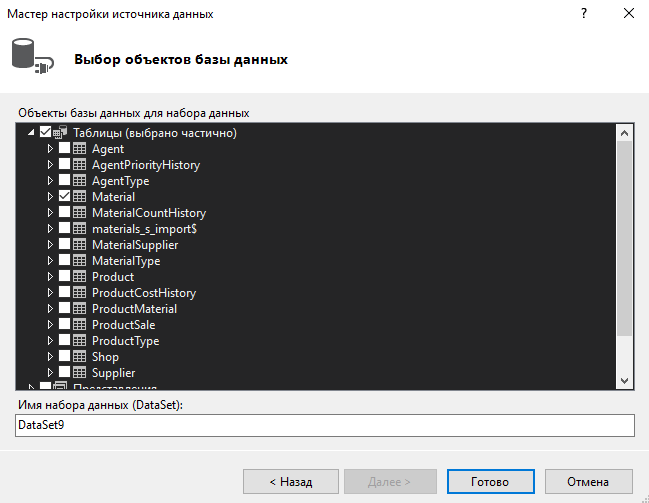 Мастер настройки источника данных
?
Выбор объектов базы данных
Объекты базы данных для набора данных
Таблицы (выбрано частично)
Agent
AgentPriorityHistory
AgentType
Material
MaterialCountHistory
materials_s_import$
MaterialSupplier
MaterialType
Product
ProductCostHistory
ProductMaterial
ProductSale
ProductType
Shop
Supplier
Представления
Имя набора данных (DataSet):
DataSet9
< Назад Далее > Готово Отмена